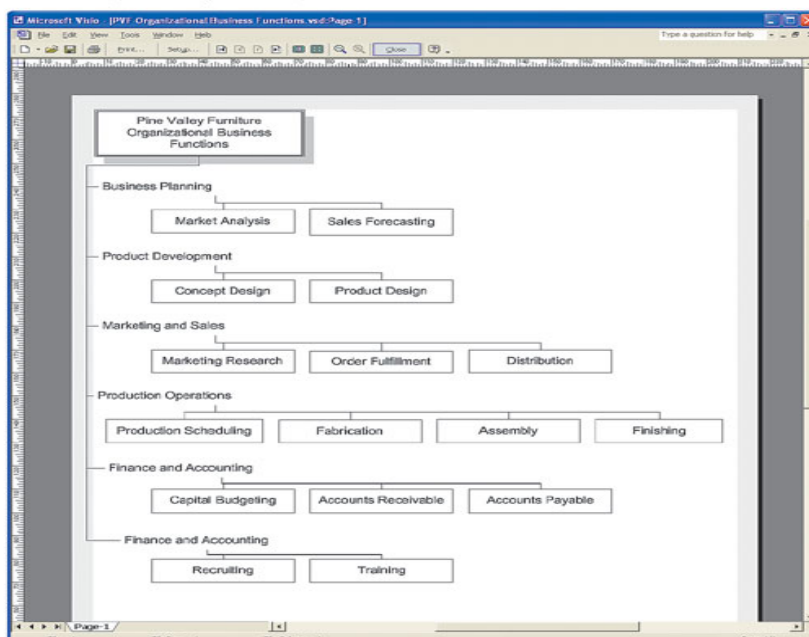 Microsoft Visio - [PVF Organizational Business Functions.vsd:Page-1]
File Edit View Tools Window Help
Type a question for help
Print... Setup... Close
Pine Valley Furniture
Organizational Business
Functions
Business Planning
Market Analysis Sales Forecasting
Product Development
Concept Design Product Design
Marketing and Sales
Marketing Research Order Fulfillment Distribution
Production Operations
Production Scheduling Fabrication Assembly Finishing
Finance and Accounting
Capital Budgeting Accounts Receivable Accounts Payable
Finance and Accounting
Recruiting Training
Page-1